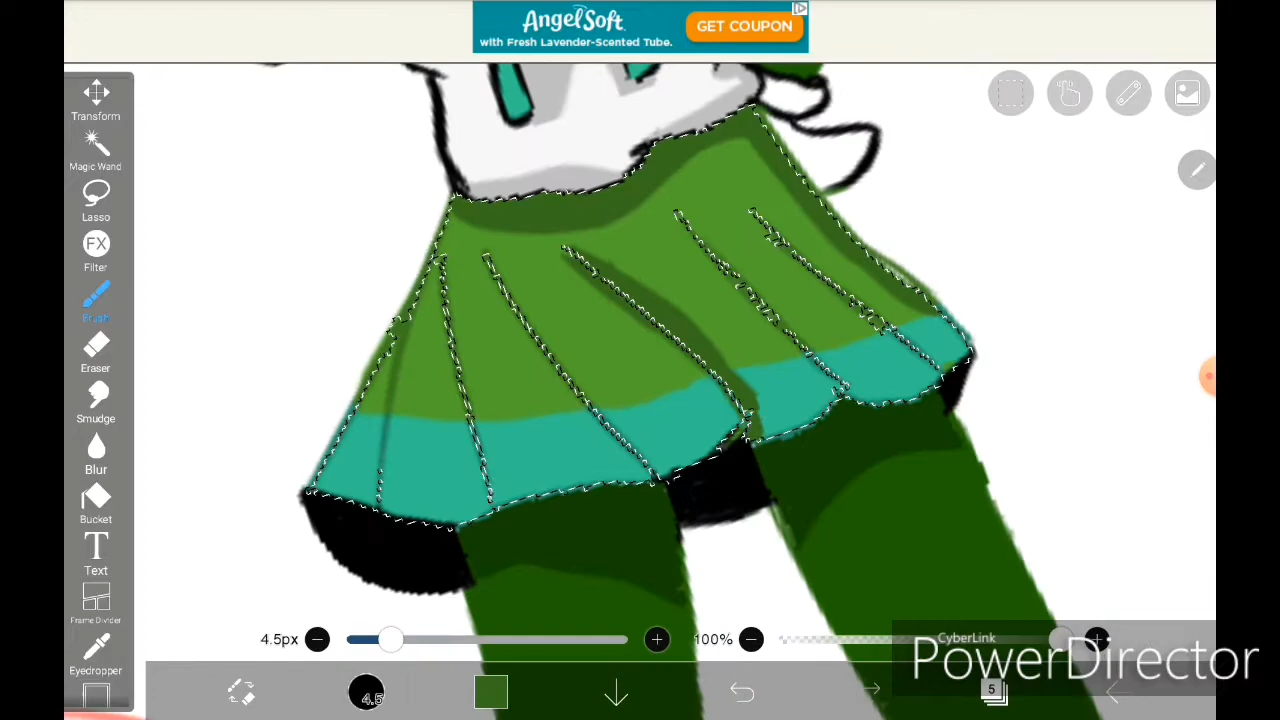 AngelSoft.
with Fresh Lavender-Scented Tube.
GET COUPON
Transform
Magic Wand
Lasso
FX
Filter
Brush
Eraser
Smudge
Blur
Bucket
T
Text
Frame Divider
Eyedropper
4.5px
100%
4.5
5
CyberLink
PowerDirector